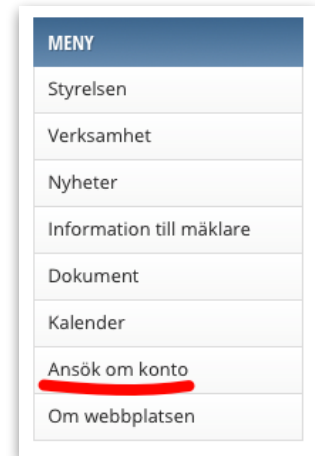 MENY
Styrelsen
Verksamhet
Nyheter
Information till mäklare
Dokument
Kalender
Ansök om konto
Om webbplatsen